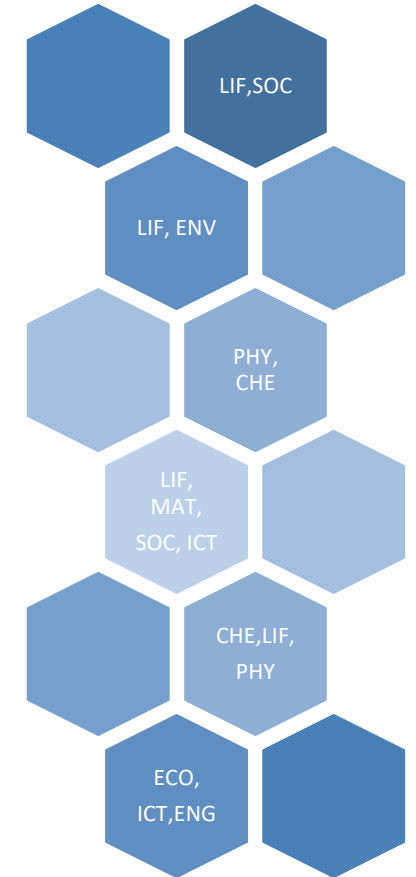 LIF,SOC
LIF, ENV
PHY,
CHE
LIF,
MAT,
SOC, ICT
CHE,LIF,
PHY
ECO,
ICT,ENG